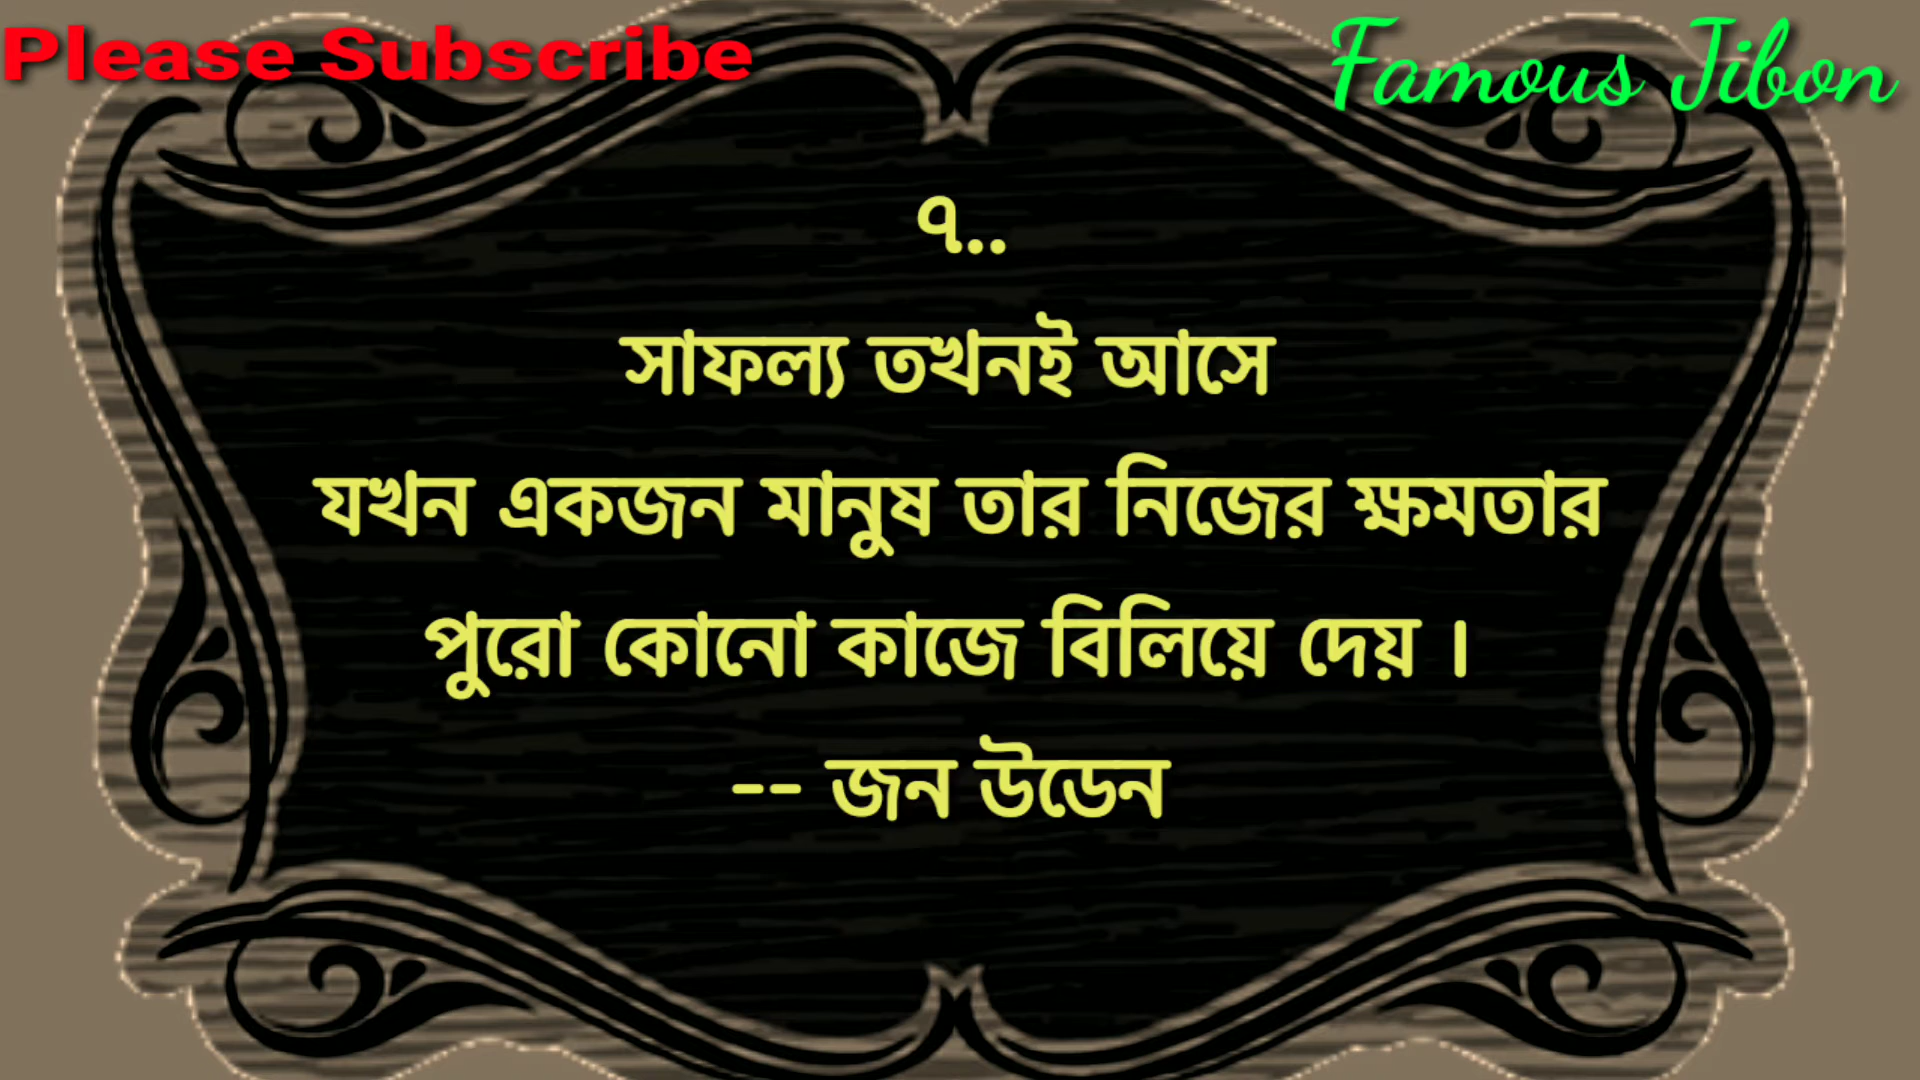 Please Subscribe
Famous Jibon
৭..
সাফল্য তখনই আসে
যখন একজন মানুষ তার নিজের ক্ষমতার
পুরো কোনো কাজে বিলিয়ে দেয় ।
-- জন উডেন